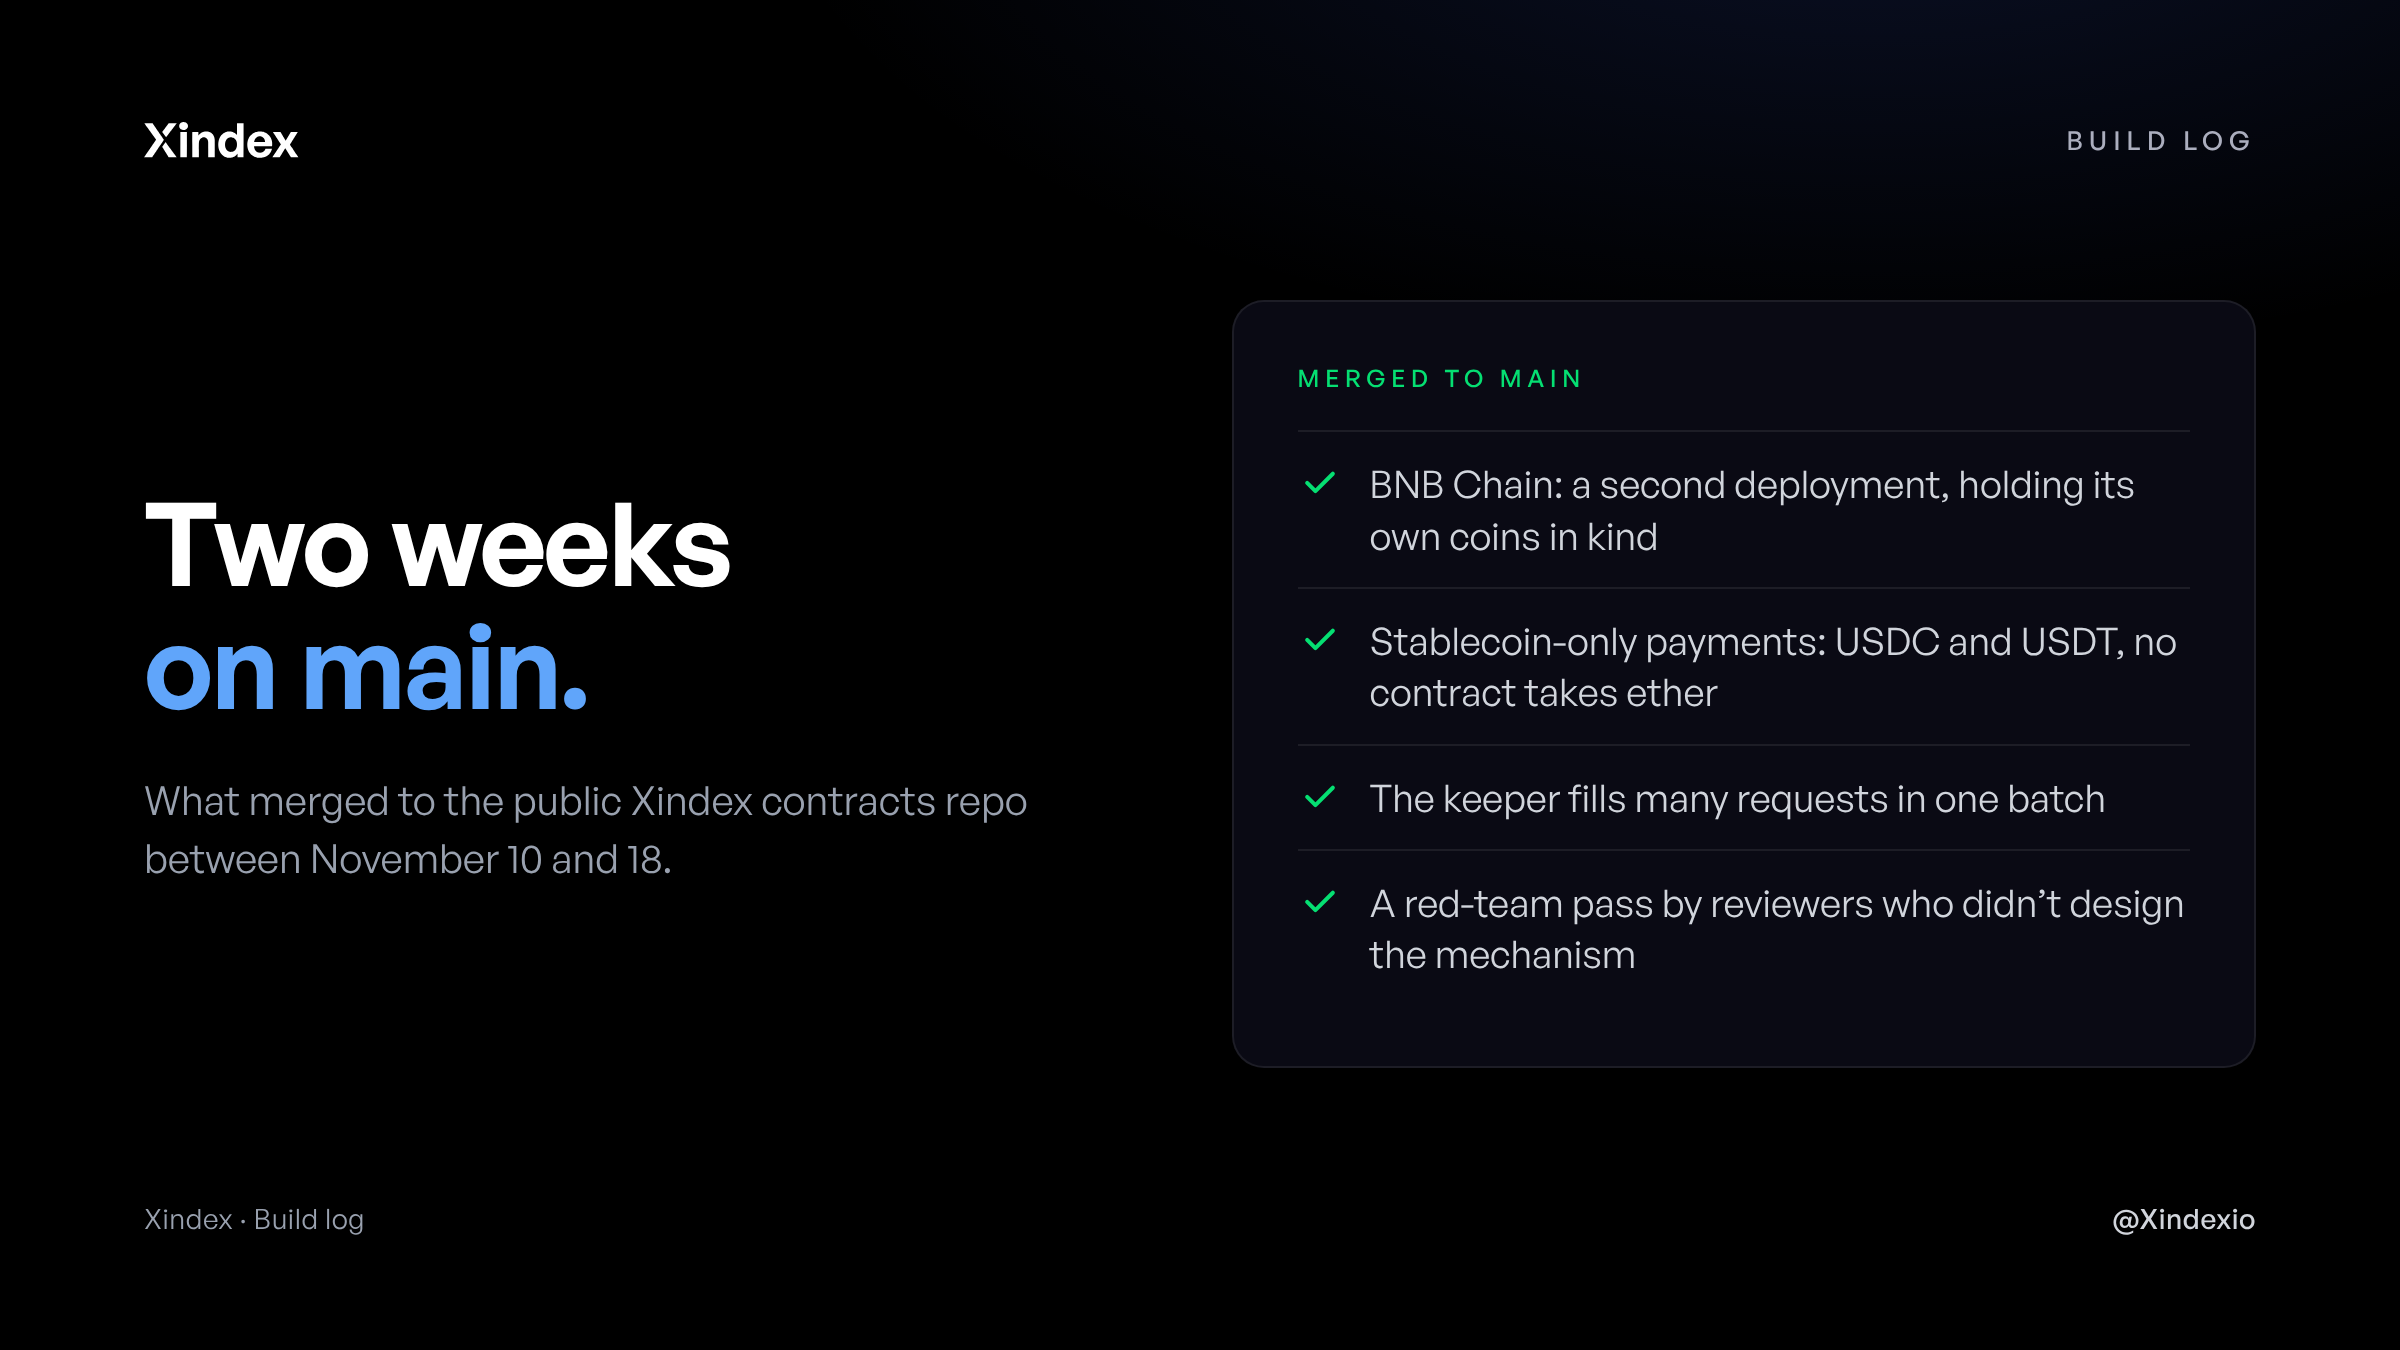 Xindex
BUILD LOG
Two weeks
on main.
What merged to the public Xindex contracts repo
between November 10 and 18.
MERGED TO MAIN
BNB Chain: a second deployment, holding its
own coins in kind
Stablecoin-only payments: USDC and USDT, no
contract takes ether
The keeper fills many requests in one batch
A red-team pass by reviewers who didn’t design
the mechanism
Xindex · Build log
@Xindexio